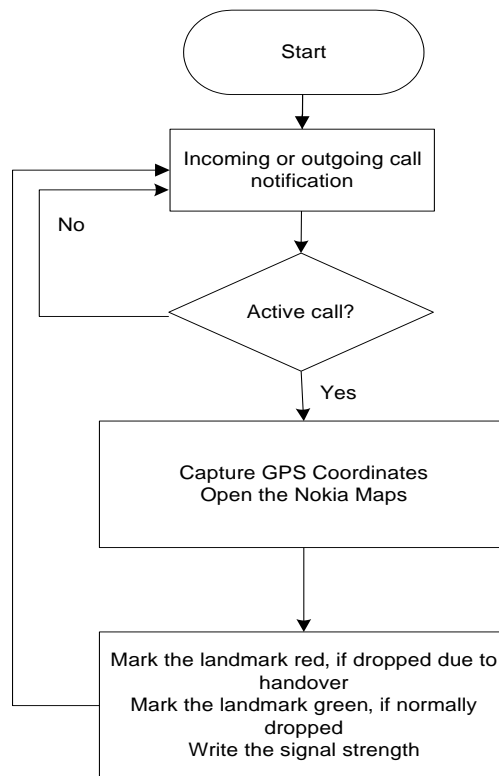 Start
Incoming or outgoing call
notification
No
Active call?
Yes
Capture GPS Coordinates
Open the Nokia Maps
Mark the landmark red, if dropped due to
handover
Mark the landmark green, if normally
dropped
Write the signal strength